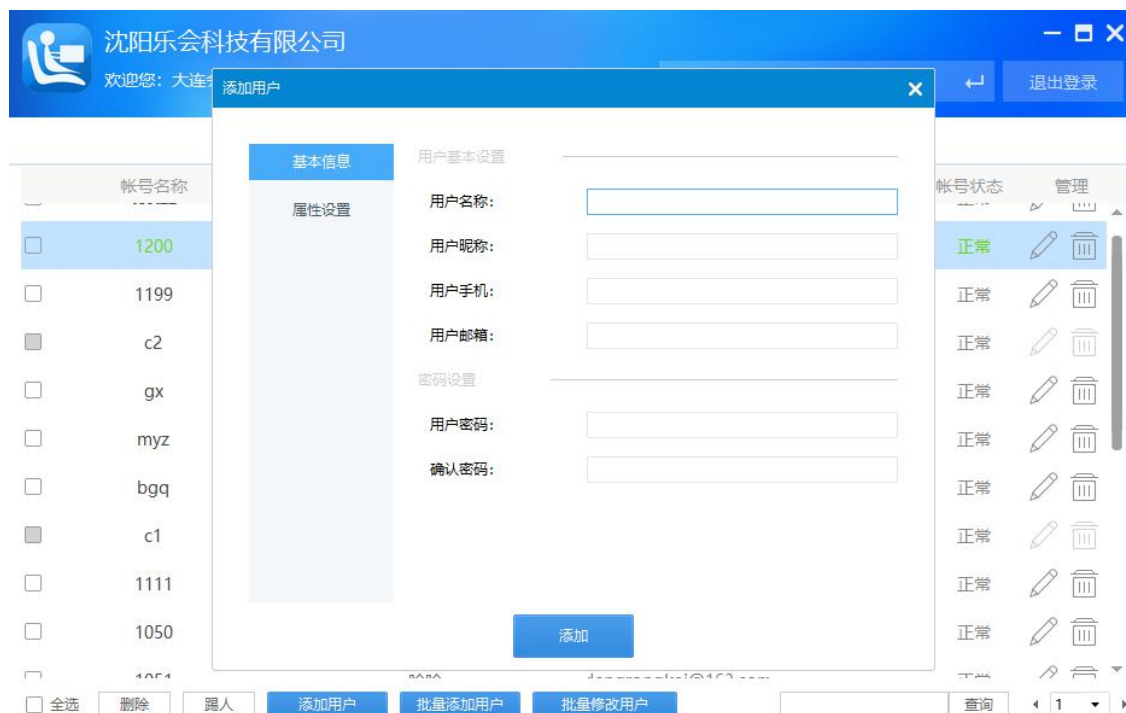 沈阳乐会科技有限公司
欢迎您：大连
退出登录
添加用户
基本信息
属性设置
用户基本设置
用户名称：
用户昵称：
用户手机：
用户邮箱：
密码设置
用户密码：
确认密码：
添加
帐号名称 帐号状态 管理
1200 正常
1199 正常
c2 正常
gx 正常
myz 正常
bgq 正常
c1 正常
1111 正常
1050 正常
全选 删除 踢人 添加用户 批量添加用户 批量修改用户 查询 1